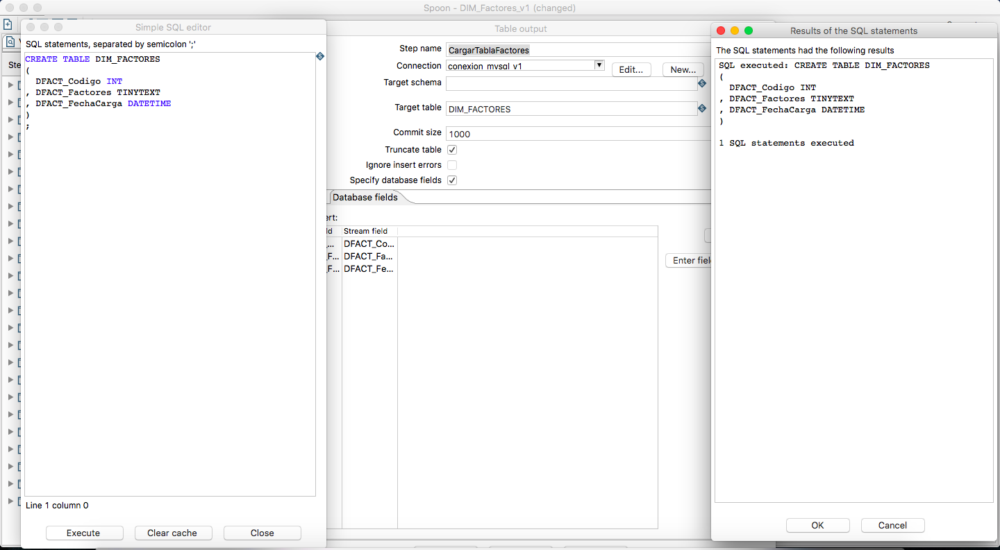 Spoon - DIM_Factores_v1 (changed)
Simple SQL editor
SQL statements, separated by semicolon ';'
CREATE TABLE DIM_FACTORES
(
  DFACT_Codigo INT
, DFACT_Factores TINYTEXT
, DFACT_FechaCarga DATETIME
)
;
Line 1 column 0
Execute
Clear cache
Close
Ste
Table output
Step name CargarTablaFactores
Connection conexion_mysql_v1
Edit...
New...
Target schema
Target table DIM_FACTORES
Commit size 1000
Truncate table
Ignore insert errors
Specify database fields
Database fields
ert:
ld Stream field
_... DFACT_Co...
_F... DFACT_Fa...
_F... DFACT_Fe...
Enter fiel
Results of the SQL statements
The SQL statements had the following results
SQL executed: CREATE TABLE DIM_FACTORES
(
  DFACT_Codigo INT
, DFACT_Factores TINYTEXT
, DFACT_FechaCarga DATETIME
)
1 SQL statements executed
OK
Cancel